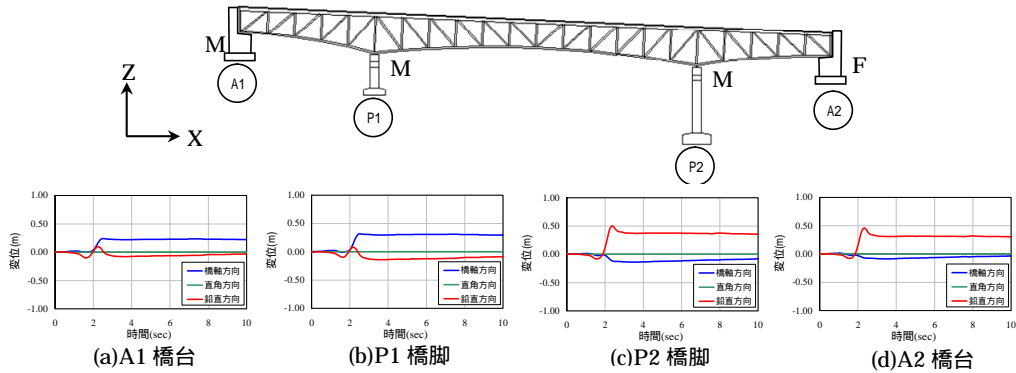 M
M
M
F
A1
P1
P2
A2
Z
X
1.00
0.50
0.00
-0.50
-1.00
変位(m)
0 2 4 6 8 10
時間(sec)
橋軸方向
直角方向
鉛直方向
(a)A1 橋台
1.00
0.50
0.00
-0.50
-1.00
変位(m)
0 2 4 6 8 10
時間(sec)
橋軸方向
直角方向
鉛直方向
(b)P1 橋脚
1.00
0.50
0.00
-0.50
-1.00
変位(m)
0 2 4 6 8 10
時間(sec)
橋軸方向
直角方向
鉛直方向
(c)P2 橋脚
1.00
0.50
0.00
-0.50
-1.00
変位(m)
0 2 4 6 8 10
時間(sec)
橋軸方向
直角方向
鉛直方向
(d)A2 橋台